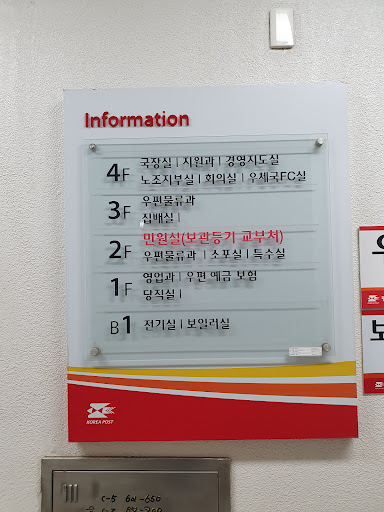 Information
4F 국장실 | 지원과 | 경영지도실
노조지부실 | 회의실 | 우체국FC실
3F 우편물류과
집배실 |
2F 민원실(보관등기 교부처)
우편물류과 | 소포실 | 특수실
1F 영업과 | 우편 예금 보험
당직실 |
B1 전기실 | 보일러실
KOREA POST